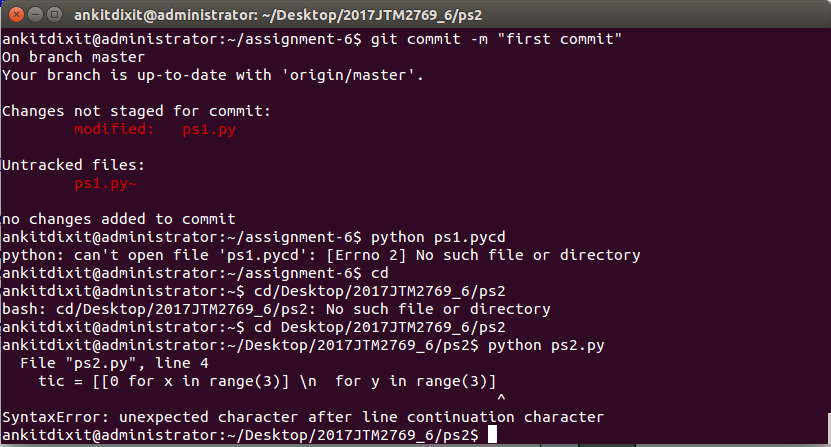 ankitdixit@administrator: ~/Desktop/2017JTM2769_6/ps2
ankitdixit@administrator:~/assignment-6$ git commit -m "first commit"
On branch master
Your branch is up-to-date with 'origin/master'.
Changes not staged for commit:
modified: ps1.py
Untracked files:
ps1.py~
no changes added to commit
ankitdixit@administrator:~/assignment-6$ python ps1.pycd
python: can't open file 'ps1.pycd': [Errno 2] No such file or directory
ankitdixit@administrator:~/assignment-6$ cd
ankitdixit@administrator:~$ cd/Desktop/2017JTM2769_6/ps2
bash: cd/Desktop/2017JTM2769_6/ps2: No such file or directory
ankitdixit@administrator:~$ cd Desktop/2017JTM2769_6/ps2
ankitdixit@administrator:~/Desktop/2017JTM2769_6/ps2$ python ps2.py
File "ps2.py", line 4
tic = [[0 for x in range(3)] \n  for y in range(3)]
^
SyntaxError: unexpected character after line continuation character
ankitdixit@administrator:~/Desktop/2017JTM2769_6/ps2$